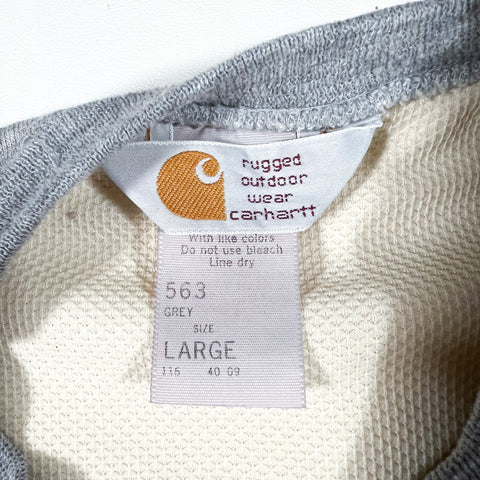 rugged
outdoor
wear
carhartt
With like colors
Do not use bleach
Line dry
563
GREY
SIZE
LARGE
116 40 09